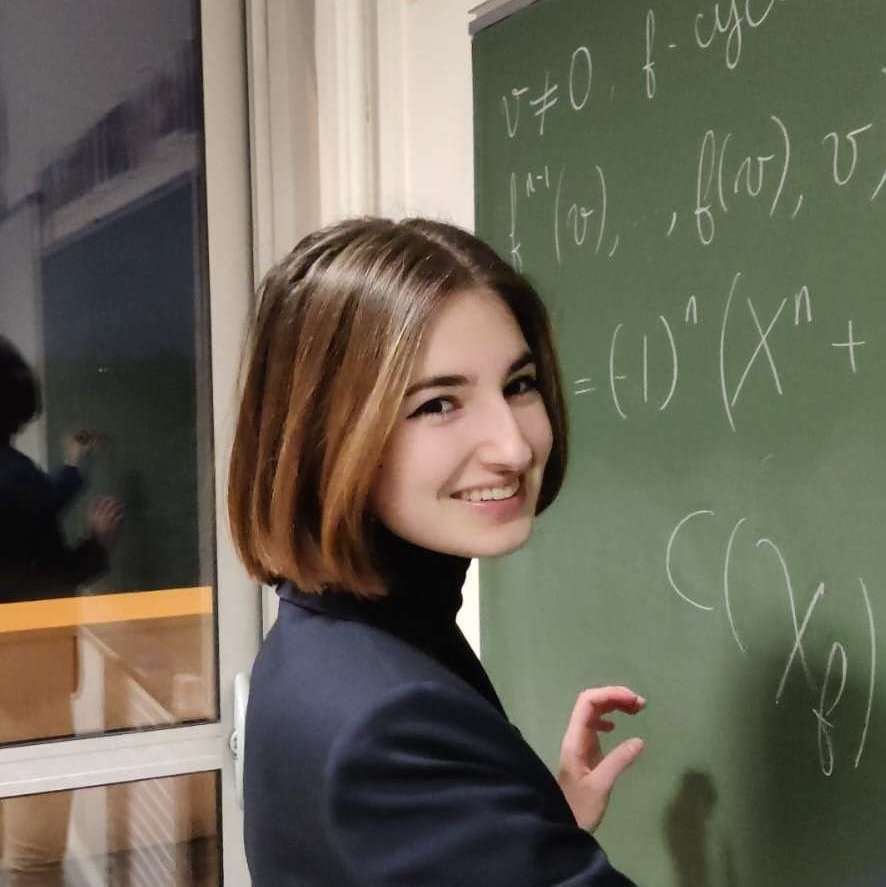 v ≠ 0, f-cyc
f^{n-1}(v), ..., f(v), v,
= (-1)^n (X^n +
C(χ_f)